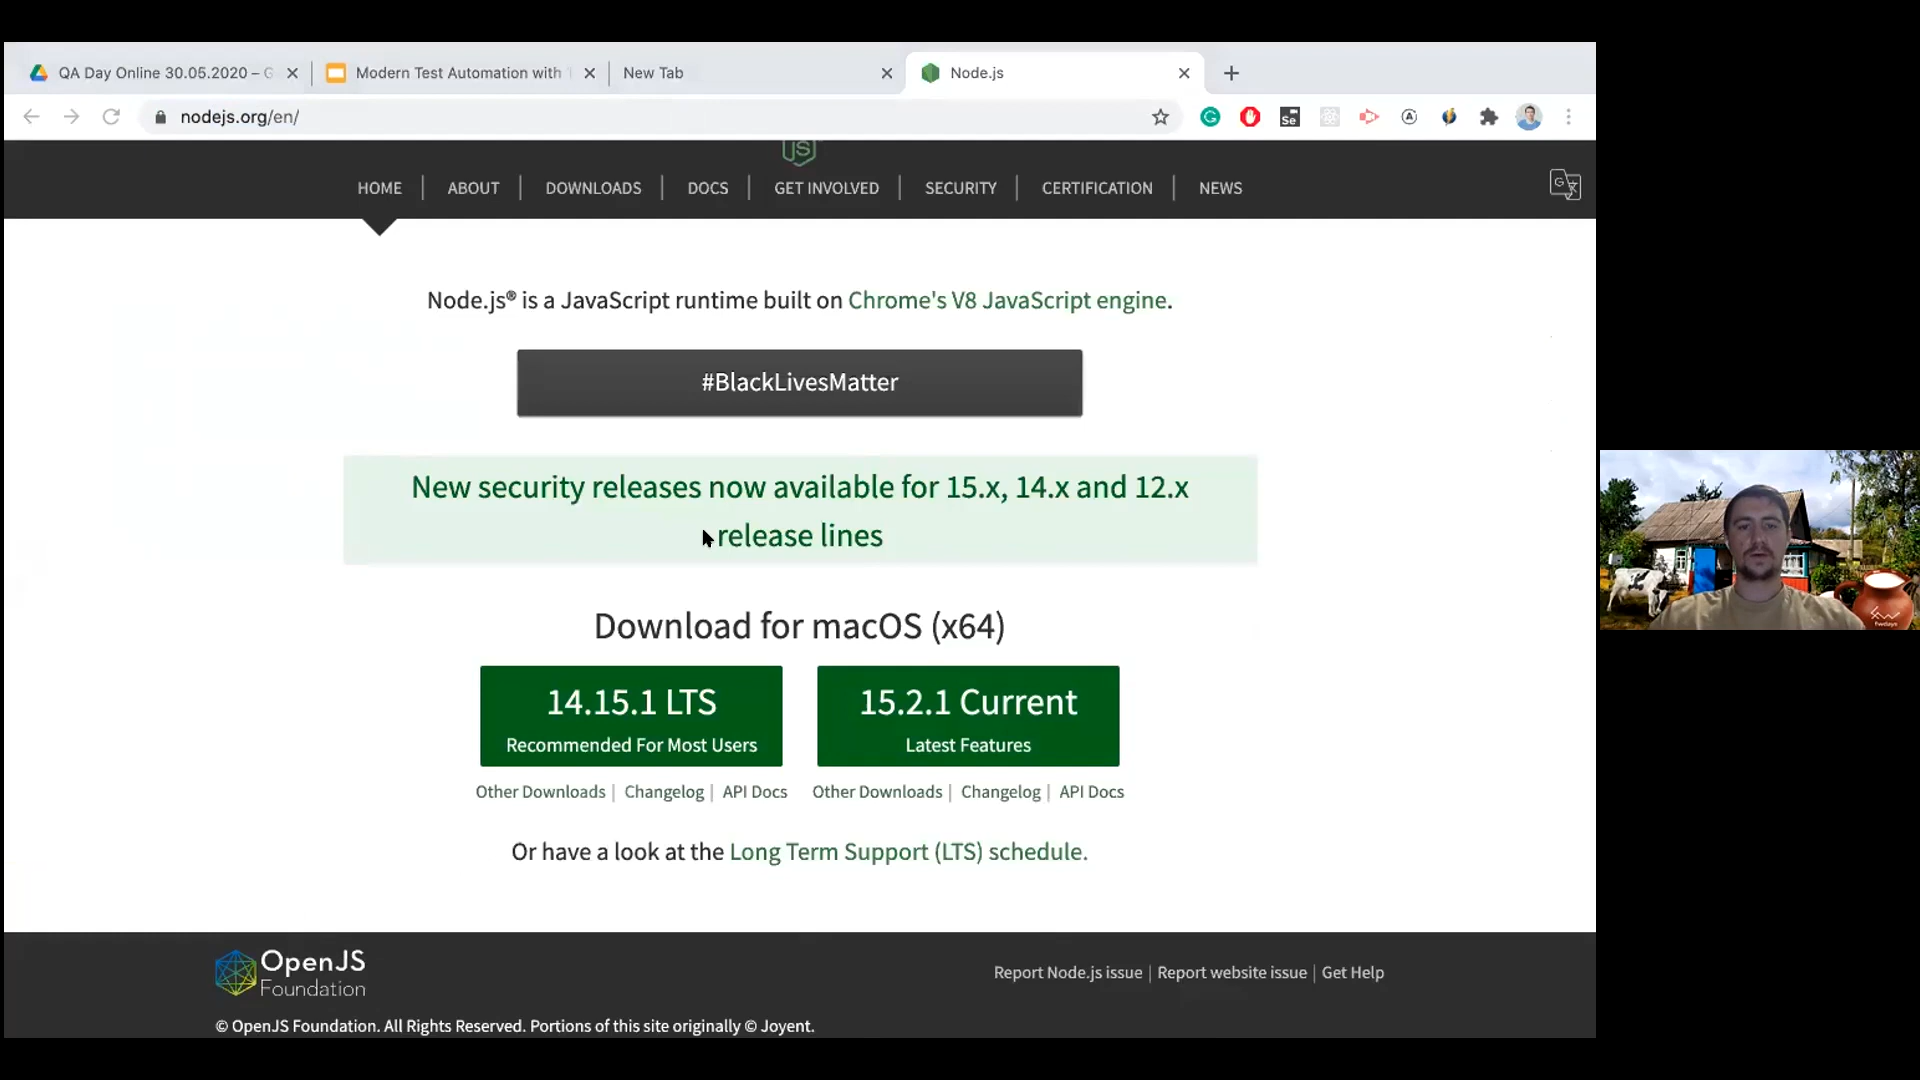 QA Day Online 30.05.2020 – G
Modern Test Automation with
New Tab
Node.js
nodejs.org/en/
Se
JS
HOME
ABOUT
DOWNLOADS
DOCS
GET INVOLVED
SECURITY
CERTIFICATION
NEWS
Node.js® is a JavaScript runtime built on Chrome's V8 JavaScript engine.
#BlackLivesMatter
New security releases now available for 15.x, 14.x and 12.x
release lines
Download for macOS (x64)
14.15.1 LTS
Recommended For Most Users
15.2.1 Current
Latest Features
Other Downloads | Changelog | API Docs
Other Downloads | Changelog | API Docs
Or have a look at the Long Term Support (LTS) schedule.
OpenJS
Foundation
Report Node.js issue | Report website issue | Get Help
© OpenJS Foundation. All Rights Reserved. Portions of this site originally © Joyent.